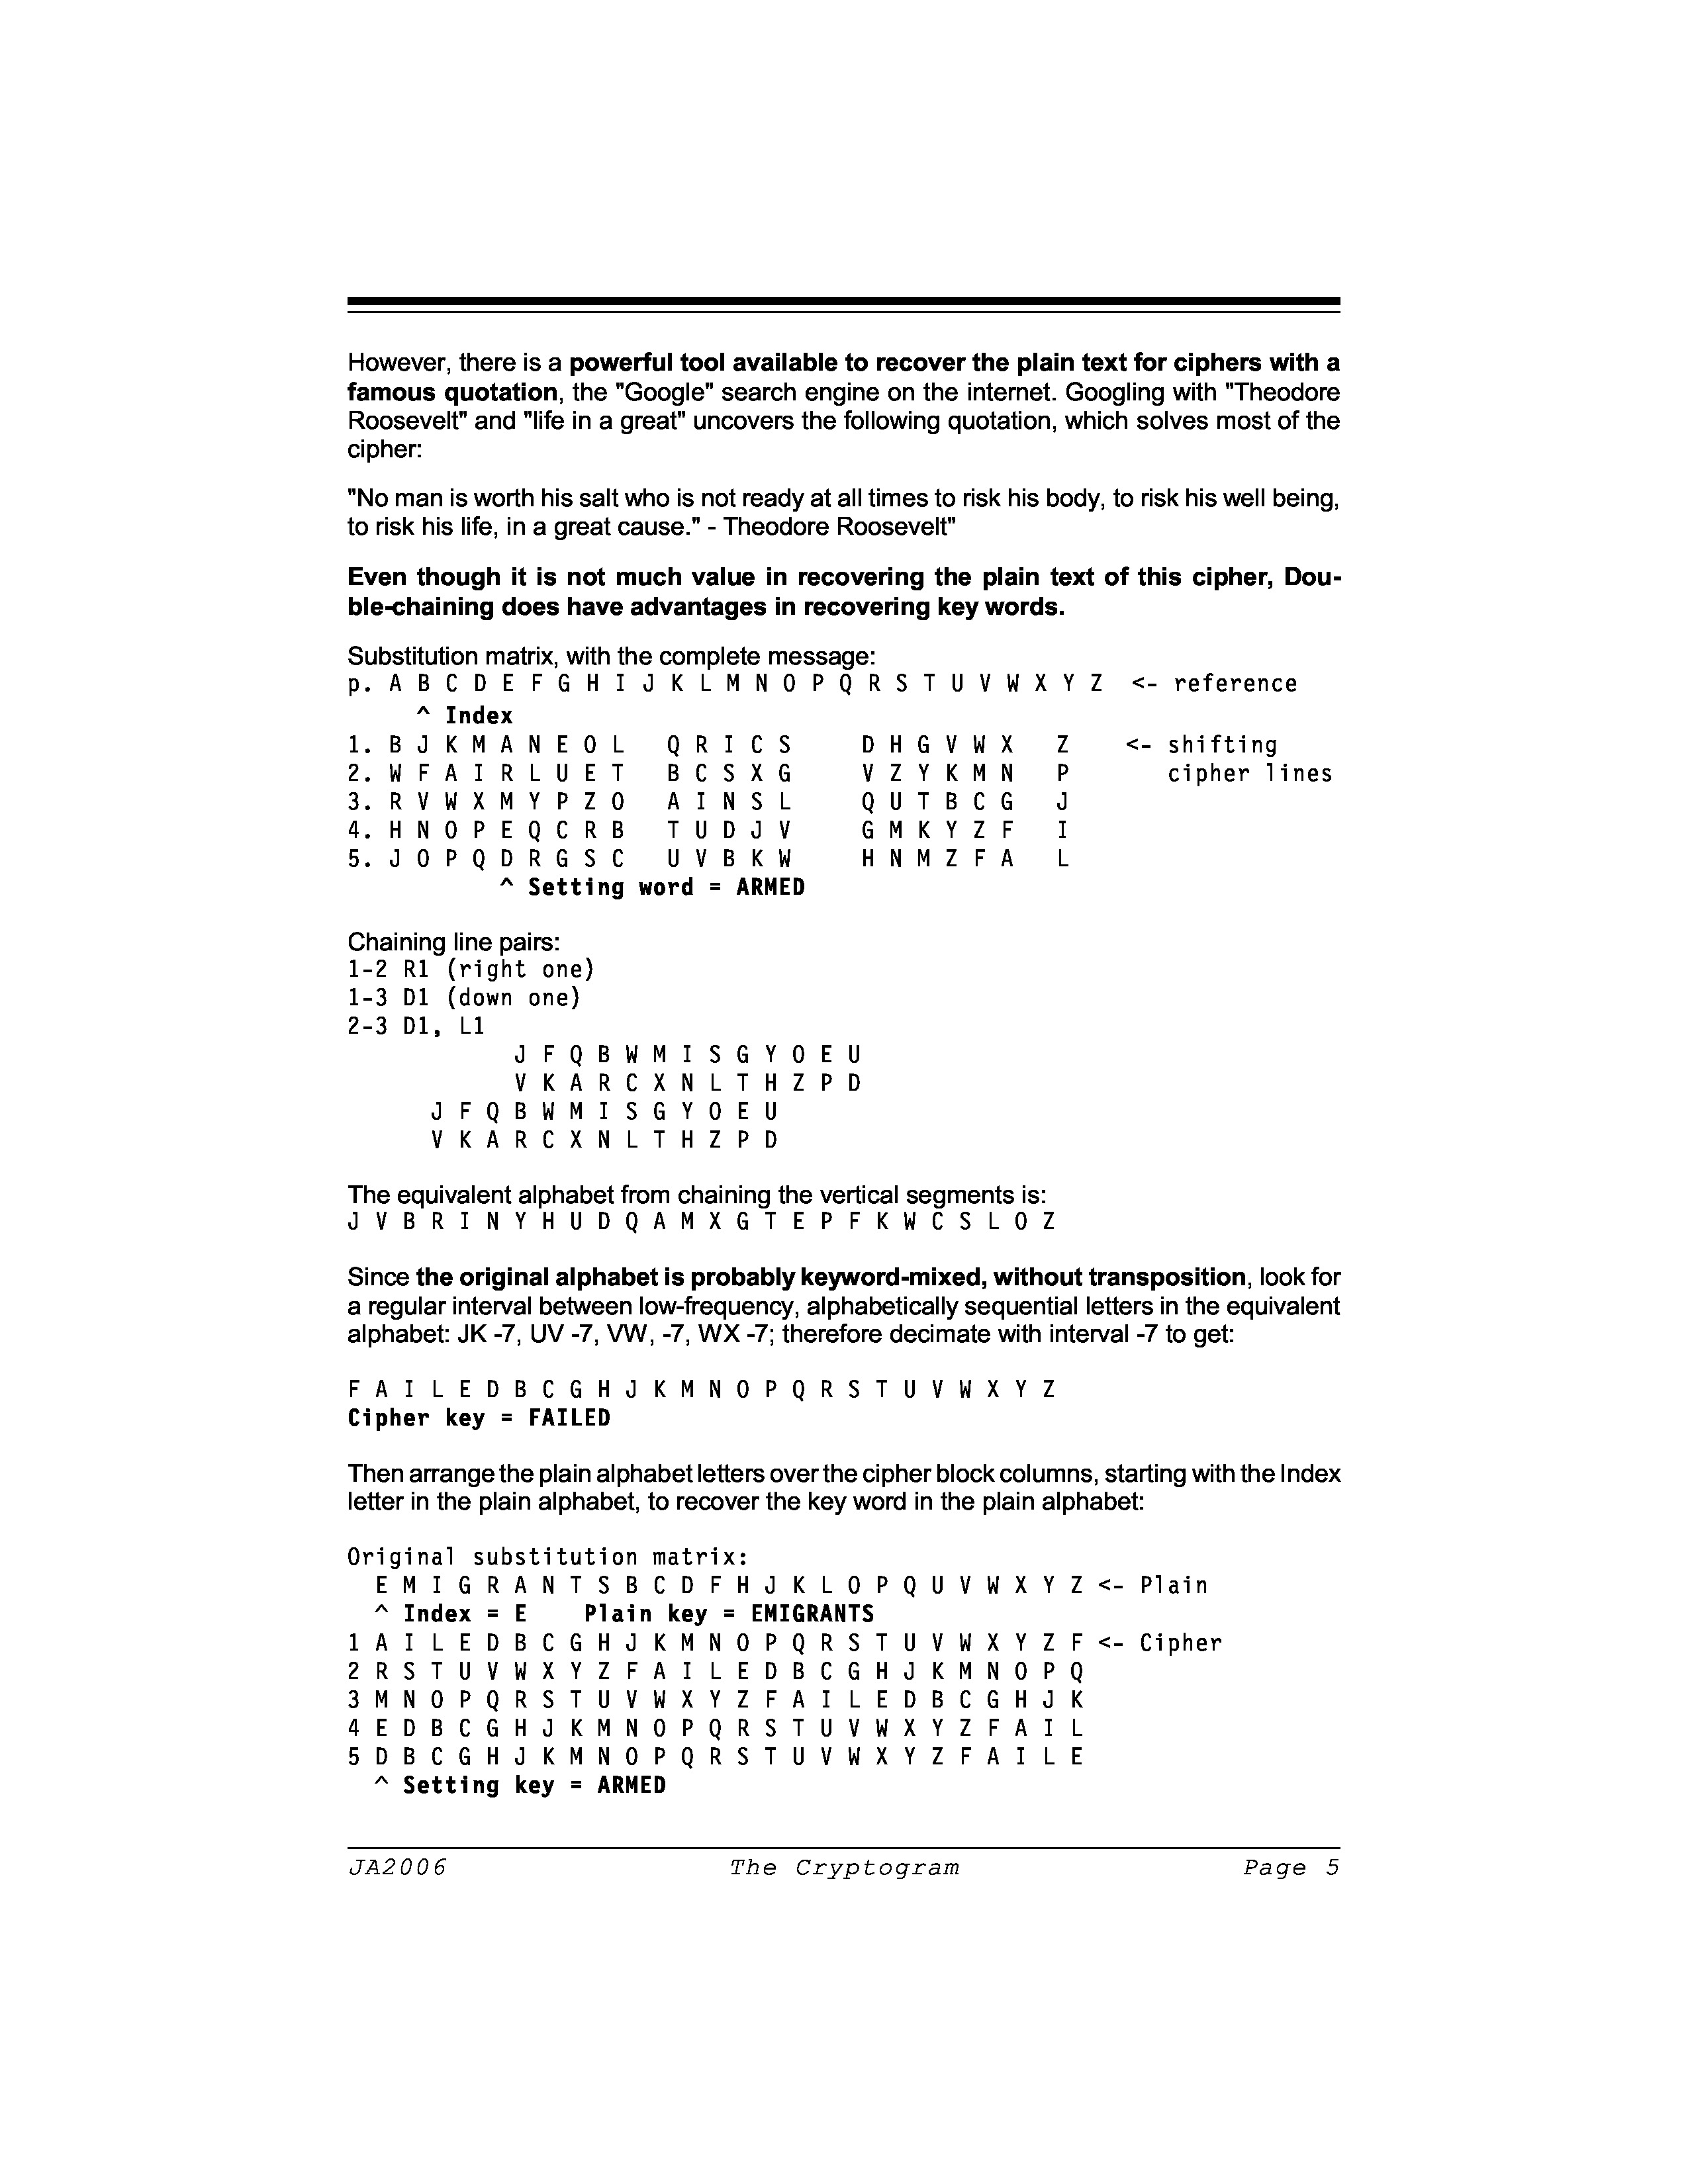 However, there is a powerful tool available to recover the plain text for ciphers with a
famous quotation, the "Google" search engine on the internet. Googling with "Theodore
Roosevelt" and "life in a great" uncovers the following quotation, which solves most of the
cipher:
"No man is worth his salt who is not ready at all times to risk his body, to risk his well being,
to risk his life, in a great cause." - Theodore Roosevelt"
Even though it is not much value in recovering the plain text of this cipher, Dou-
ble-chaining does have advantages in recovering key words.
Substitution matrix, with the complete message:
p. A B C D E F G H I J K L M N O P Q R S T U V W X Y Z <- reference
^ Index
1. B J K M A N E O L   Q R I C S     D H G V W X   Z    <- shifting
2. W F A I R L U E T   B C S X G     V Z Y K M N   P       cipher lines
3. R V W X M Y P Z O   A I N S L     Q U T B C G   J
4. H N O P E Q C R B   T U D J V     G M K Y Z F   I
5. J O P Q D R G S C   U V B K W     H N M Z F A   L
^ Setting word = ARMED
Chaining line pairs:
1-2 R1 (right one)
1-3 D1 (down one)
2-3 D1, L1
J F Q B W M I S G Y O E U
V K A R C X N L T H Z P D
J F Q B W M I S G Y O E U
V K A R C X N L T H Z P D
The equivalent alphabet from chaining the vertical segments is:
J V B R I N Y H U D Q A M X G T E P F K W C S L O Z
Since the original alphabet is probably keyword-mixed, without transposition, look for
a regular interval between low-frequency, alphabetically sequential letters in the equivalent
alphabet: JK -7, UV -7, VW, -7, WX -7; therefore decimate with interval -7 to get:
F A I L E D B C G H J K M N O P Q R S T U V W X Y Z
Cipher key = FAILED
Then arrange the plain alphabet letters over the cipher block columns, starting with the Index
letter in the plain alphabet, to recover the key word in the plain alphabet:
Original substitution matrix:
E M I G R A N T S B C D F H J K L O P Q U V W X Y Z <- Plain
^ Index = E    Plain key = EMIGRANTS
1 A I L E D B C G H J K M N O P Q R S T U V W X Y Z F <- Cipher
2 R S T U V W X Y Z F A I L E D B C G H J K M N O P Q
3 M N O P Q R S T U V W X Y Z F A I L E D B C G H J K
4 E D B C G H J K M N O P Q R S T U V W X Y Z F A I L
5 D B C G H J K M N O P Q R S T U V W X Y Z F A I L E
^ Setting key = ARMED
JA2006    The Cryptogram    Page 5